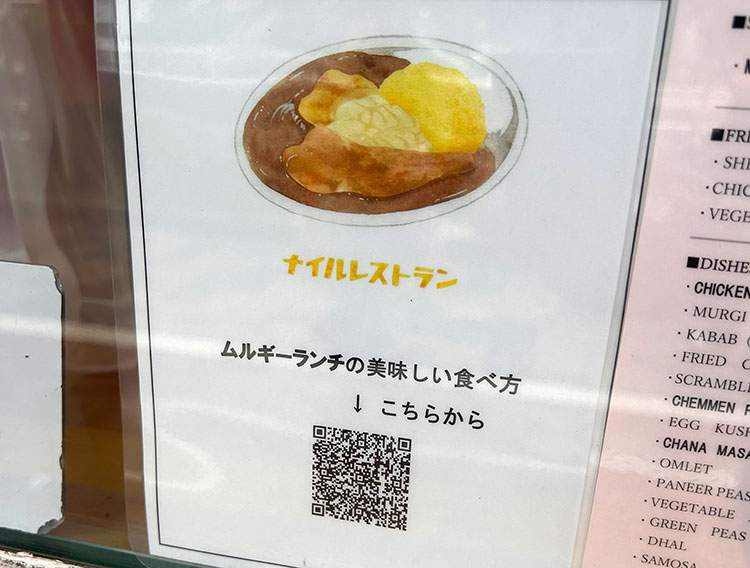 ナイルレストラン
ムルギーランチの美味しい食べ方
↓ こちらから
■FRI
・SHI
・CHIC
・VEGE
■DISHE
・CHICKEN
・MURGI
・KABAB (
・FRIED C
・SCRAMBLE
・CHEMMEN P
・EGG KUSH
・CHANA MASA
・OMLET
・PANEER PEAS
・VEGETABLE
・GREEN PEAS
・DHAL
・SAMOSA